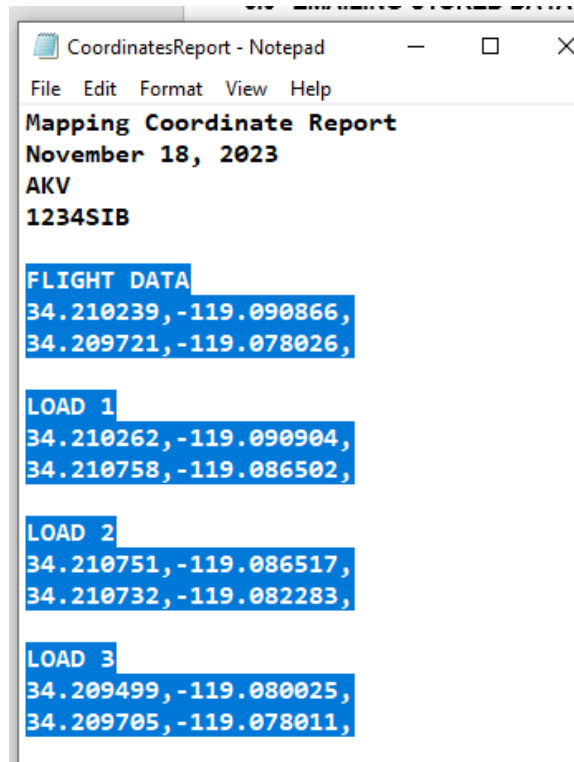 CoordinatesReport - Notepad
File Edit Format View Help
Mapping Coordinate Report
November 18, 2023
AKV
1234SIB
FLIGHT DATA
34.210239,-119.090866,
34.209721,-119.078026,
LOAD 1
34.210262,-119.090904,
34.210758,-119.086502,
LOAD 2
34.210751,-119.086517,
34.210732,-119.082283,
LOAD 3
34.209499,-119.080025,
34.209705,-119.078011,